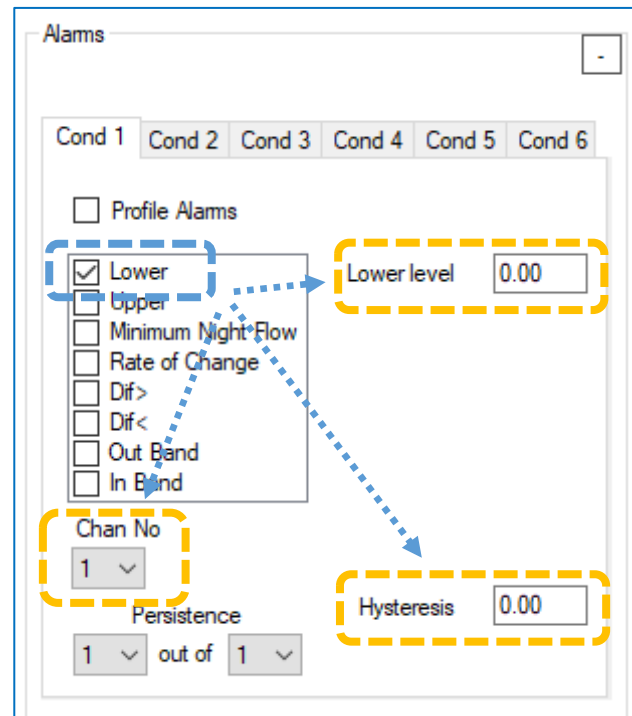 Alarms
-
Cond 1 Cond 2 Cond 3 Cond 4 Cond 5 Cond 6
Profile Alarms
Lower Lower level 0.00
Upper
Minimum Night Flow
Rate of Change
Dif>
Dif<
Out Band
In Band
Chan No
1
Hysteresis 0.00
Persistence
1 out of 1